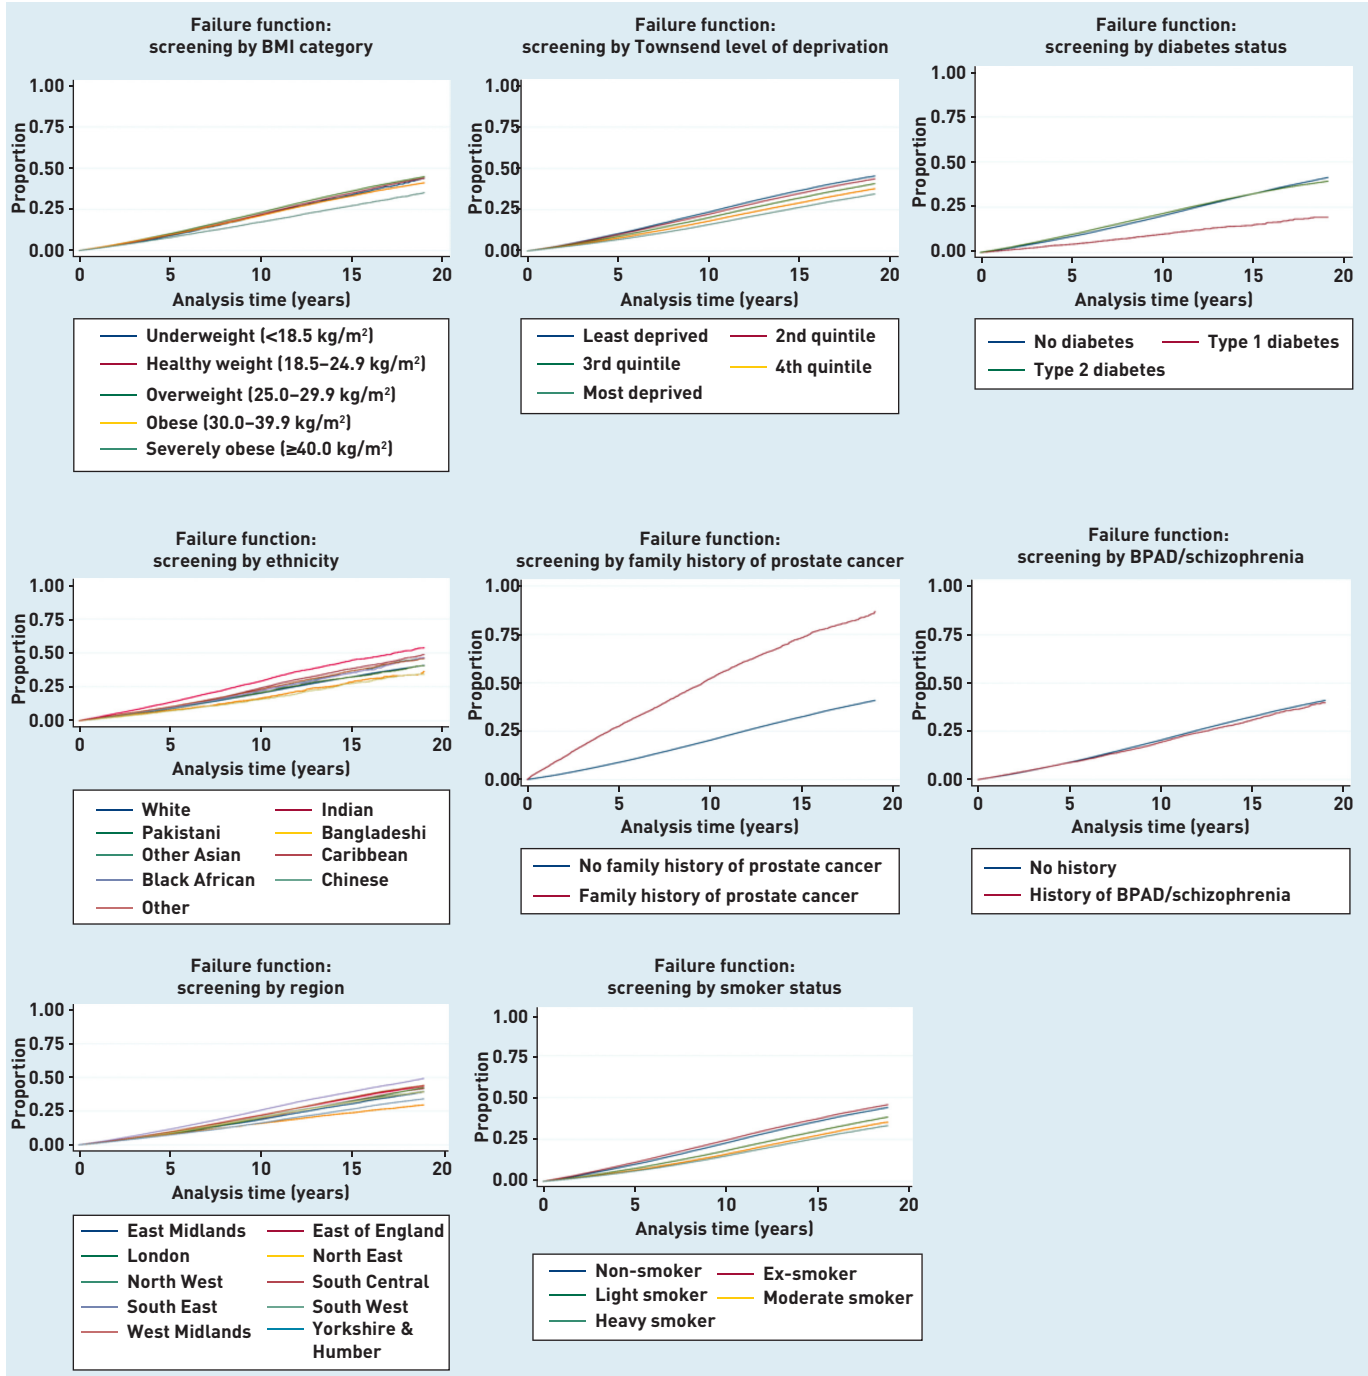 Failure function:
screening by BMI category
1.00
0.75
0.50
0.25
0.00
Proportion
0 5 10 15 20
Analysis time (years)
Underweight (<18.5 kg/m²)
Healthy weight (18.5–24.9 kg/m²)
Overweight (25.0–29.9 kg/m²)
Obese (30.0–39.9 kg/m²)
Severely obese (≥40.0 kg/m²)
Failure function:
screening by Townsend level of deprivation
1.00
0.75
0.50
0.25
0.00
Proportion
0 5 10 15 20
Analysis time (years)
Least deprived 2nd quintile
3rd quintile 4th quintile
Most deprived
Failure function:
screening by diabetes status
1.00
0.75
0.50
0.25
0.00
Proportion
0 5 10 15 20
Analysis time (years)
No diabetes Type 1 diabetes
Type 2 diabetes
Failure function:
screening by ethnicity
1.00
0.75
0.50
0.25
0.00
Proportion
0 5 10 15 20
Analysis time (years)
White Indian
Pakistani Bangladeshi
Other Asian Caribbean
Black African Chinese
Other
Failure function:
screening by family history of prostate cancer
1.00
0.75
0.50
0.25
0.00
Proportion
0 5 10 15 20
Analysis time (years)
No family history of prostate cancer
Family history of prostate cancer
Failure function:
screening by BPAD/schizophrenia
1.00
0.75
0.50
0.25
0.00
Proportion
0 5 10 15 20
Analysis time (years)
No history
History of BPAD/schizophrenia
Failure function:
screening by region
1.00
0.75
0.50
0.25
0.00
Proportion
0 5 10 15 20
Analysis time (years)
East Midlands East of England
London North East
North West South Central
South East South West
West Midlands Yorkshire &
Humber
Failure function:
screening by smoker status
1.00
0.75
0.50
0.25
0.00
Proportion
0 5 10 15 20
Analysis time (years)
Non-smoker Ex-smoker
Light smoker Moderate smoker
Heavy smoker